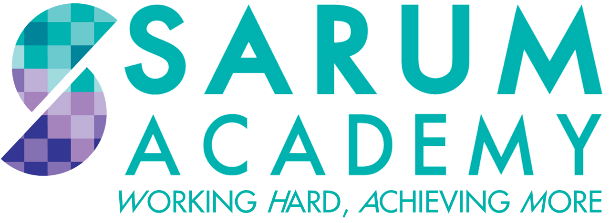 SARUM
ACADEMY
WORKING HARD, ACHIEVING MORE